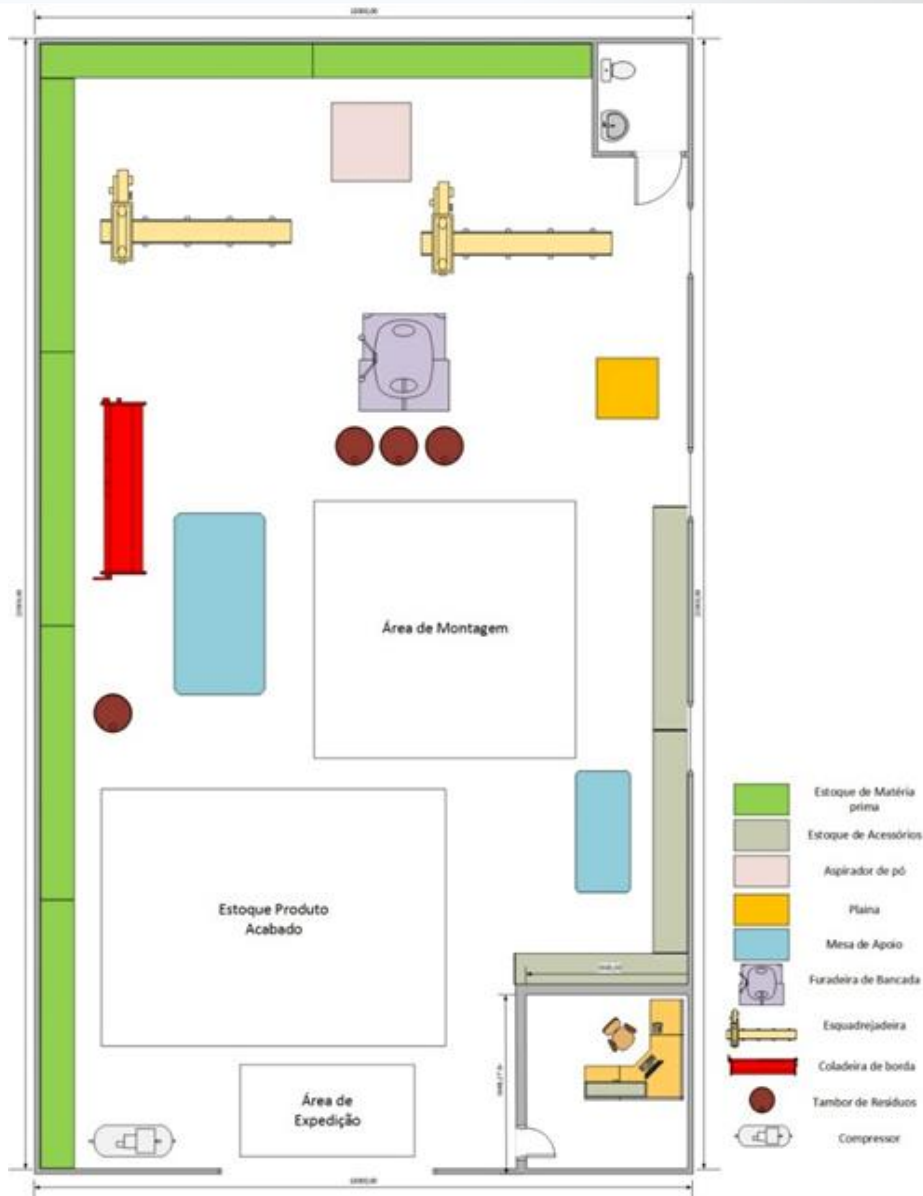 Área de Montagem
Estoque Produto
Acabado
Área de
Expedição
Estoque de Matéria
prima
Estoque de Acessórios
Aspirador de pó
Plaina
Mesa de Apoio
Furadeira de Bancada
Esquadrejadeira
Coladeira de borda
Tambor de Resíduos
Compressor